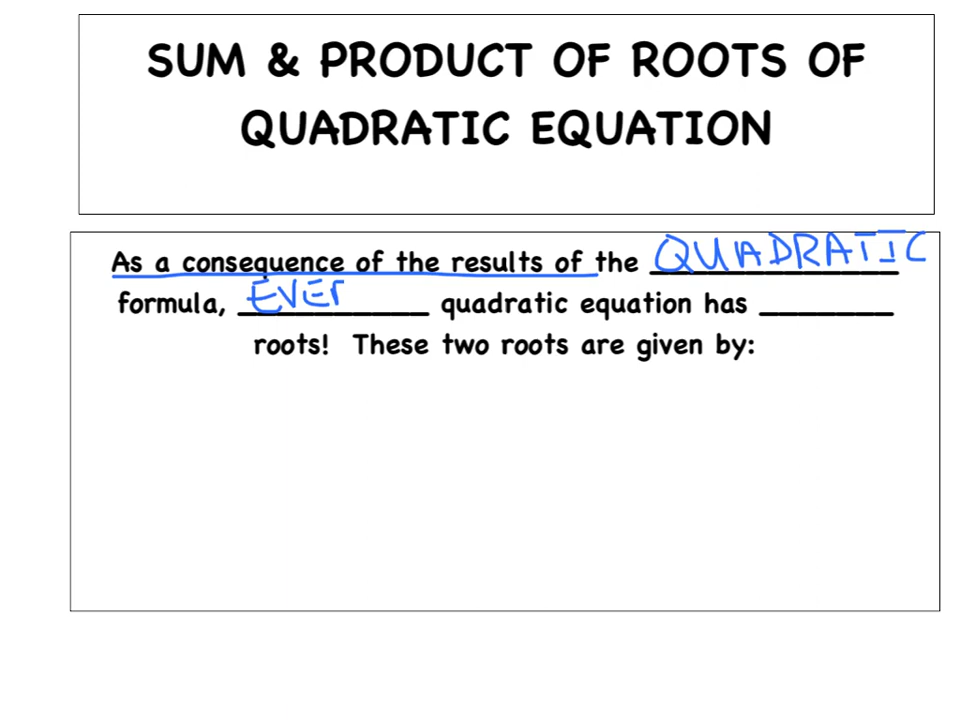 SUM & PRODUCT OF ROOTS OF
QUADRATIC EQUATION
As a consequence of the results of the QUADRATIC
formula, EVER quadratic equation has _______
roots! These two roots are given by: